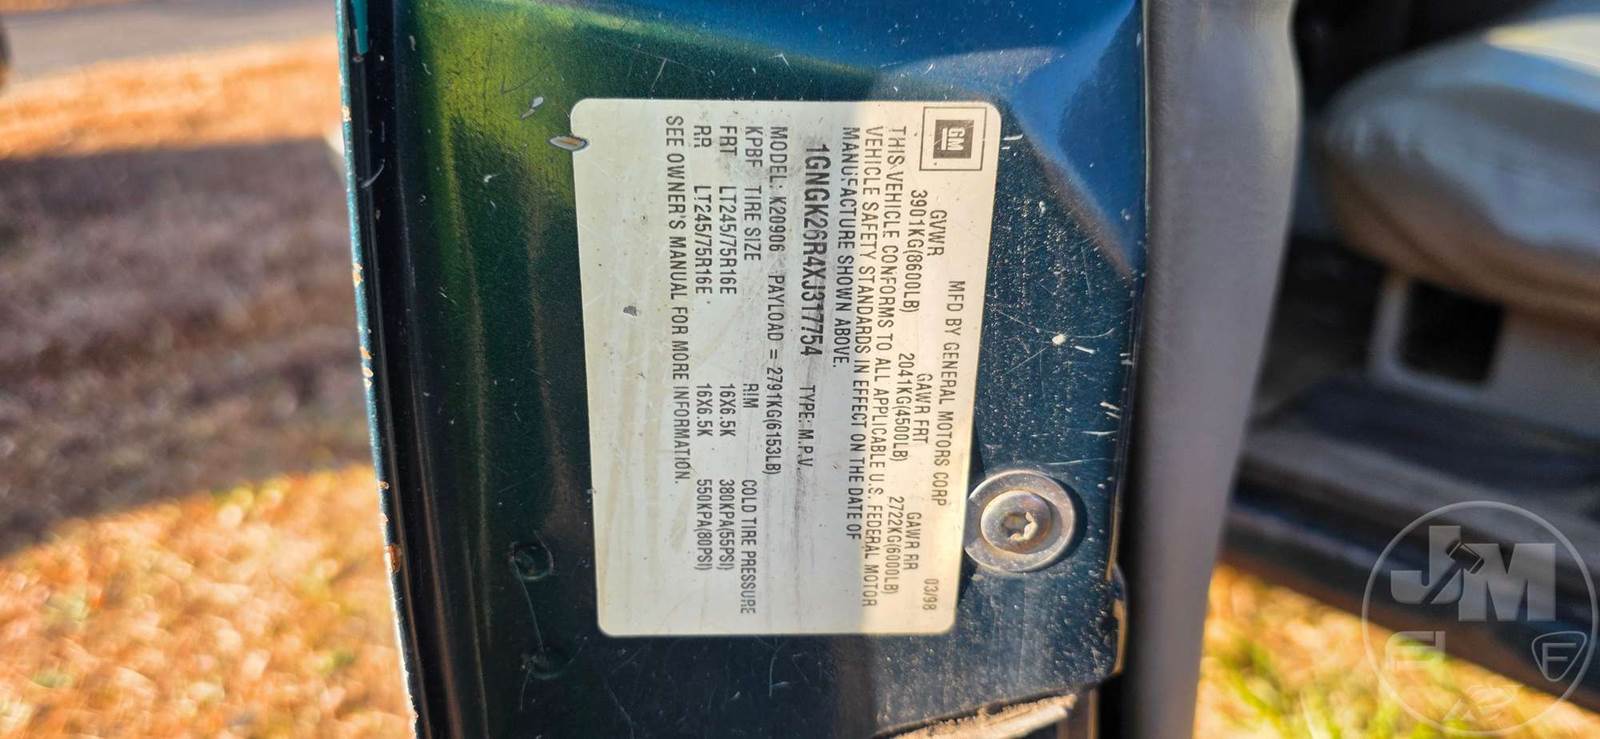 GM
MFD BY GENERAL MOTORS CORP 03/98
GVWR GAWR FRT GAWR RR
3901KG(8600LB) 2041KG(4500LB) 2722KG(6000LB)
THIS VEHICLE CONFORMS TO ALL APPLICABLE U.S. FEDERAL MOTOR
VEHICLE SAFETY STANDARDS IN EFFECT ON THE DATE OF
MANUFACTURE SHOWN ABOVE.
1GNGK26R4XJ317754 TYPE: M.P.V.
MODEL: K20906 PAYLOAD = 2791KG(6153LB)
KPBF TIRE SIZE RIM COLD TIRE PRESSURE
FRT LT245/75R16E 16X6.5K 380KPA(55PSI)
RR LT245/75R16E 16X6.5K 550KPA(80PSI)
SEE OWNER'S MANUAL FOR MORE INFORMATION.
JM